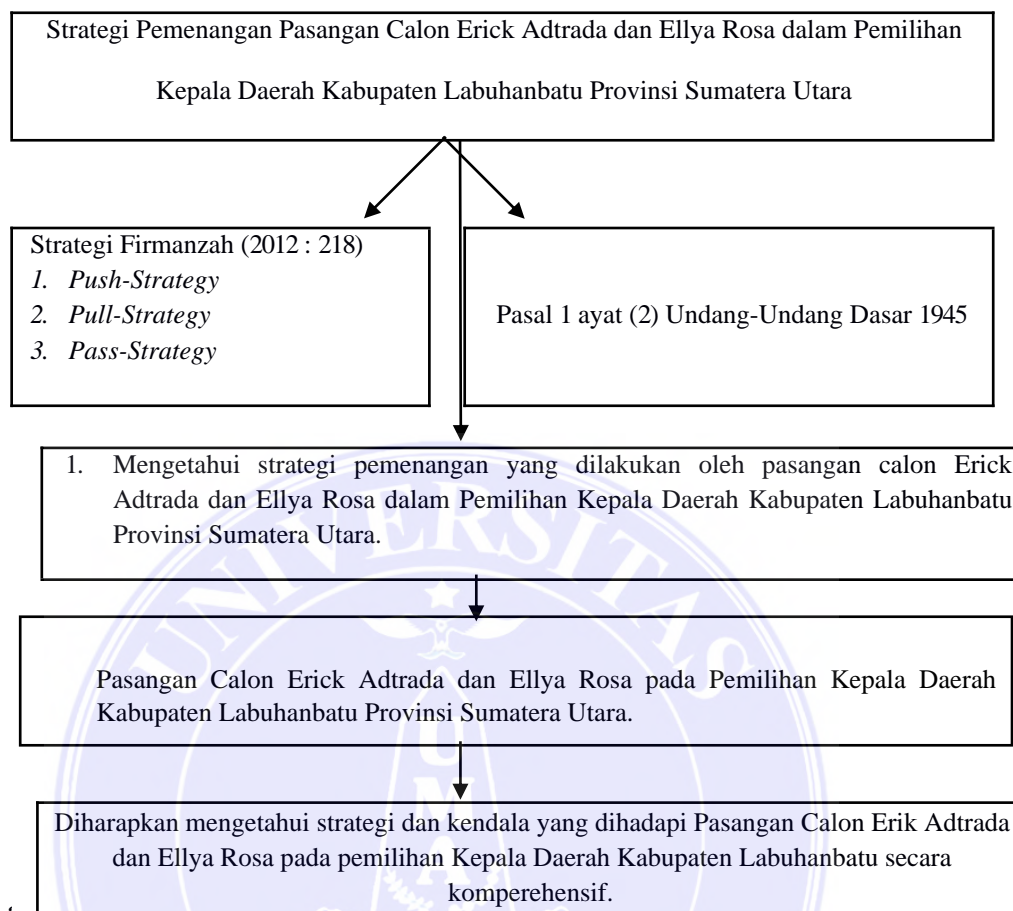 Strategi Pemenangan Pasangan Calon Erick Adtrada dan Ellya Rosa dalam Pemilihan
Kepala Daerah Kabupaten Labuhanbatu Provinsi Sumatera Utara
Strategi Firmanzah (2012 : 218)
1. Push-Strategy
2. Pull-Strategy
3. Pass-Strategy
Pasal 1 ayat (2) Undang-Undang Dasar 1945
1. Mengetahui strategi pemenangan yang dilakukan oleh pasangan calon Erick
Adtrada dan Ellya Rosa dalam Pemilihan Kepala Daerah Kabupaten Labuhanbatu
Provinsi Sumatera Utara.
Pasangan Calon Erick Adtrada dan Ellya Rosa pada Pemilihan Kepala Daerah
Kabupaten Labuhanbatu Provinsi Sumatera Utara.
Diharapkan mengetahui strategi dan kendala yang dihadapi Pasangan Calon Erik Adtrada
dan Ellya Rosa pada pemilihan Kepala Daerah Kabupaten Labuhanbatu secara
komperehensif.
UNIVERSITAS
UMA